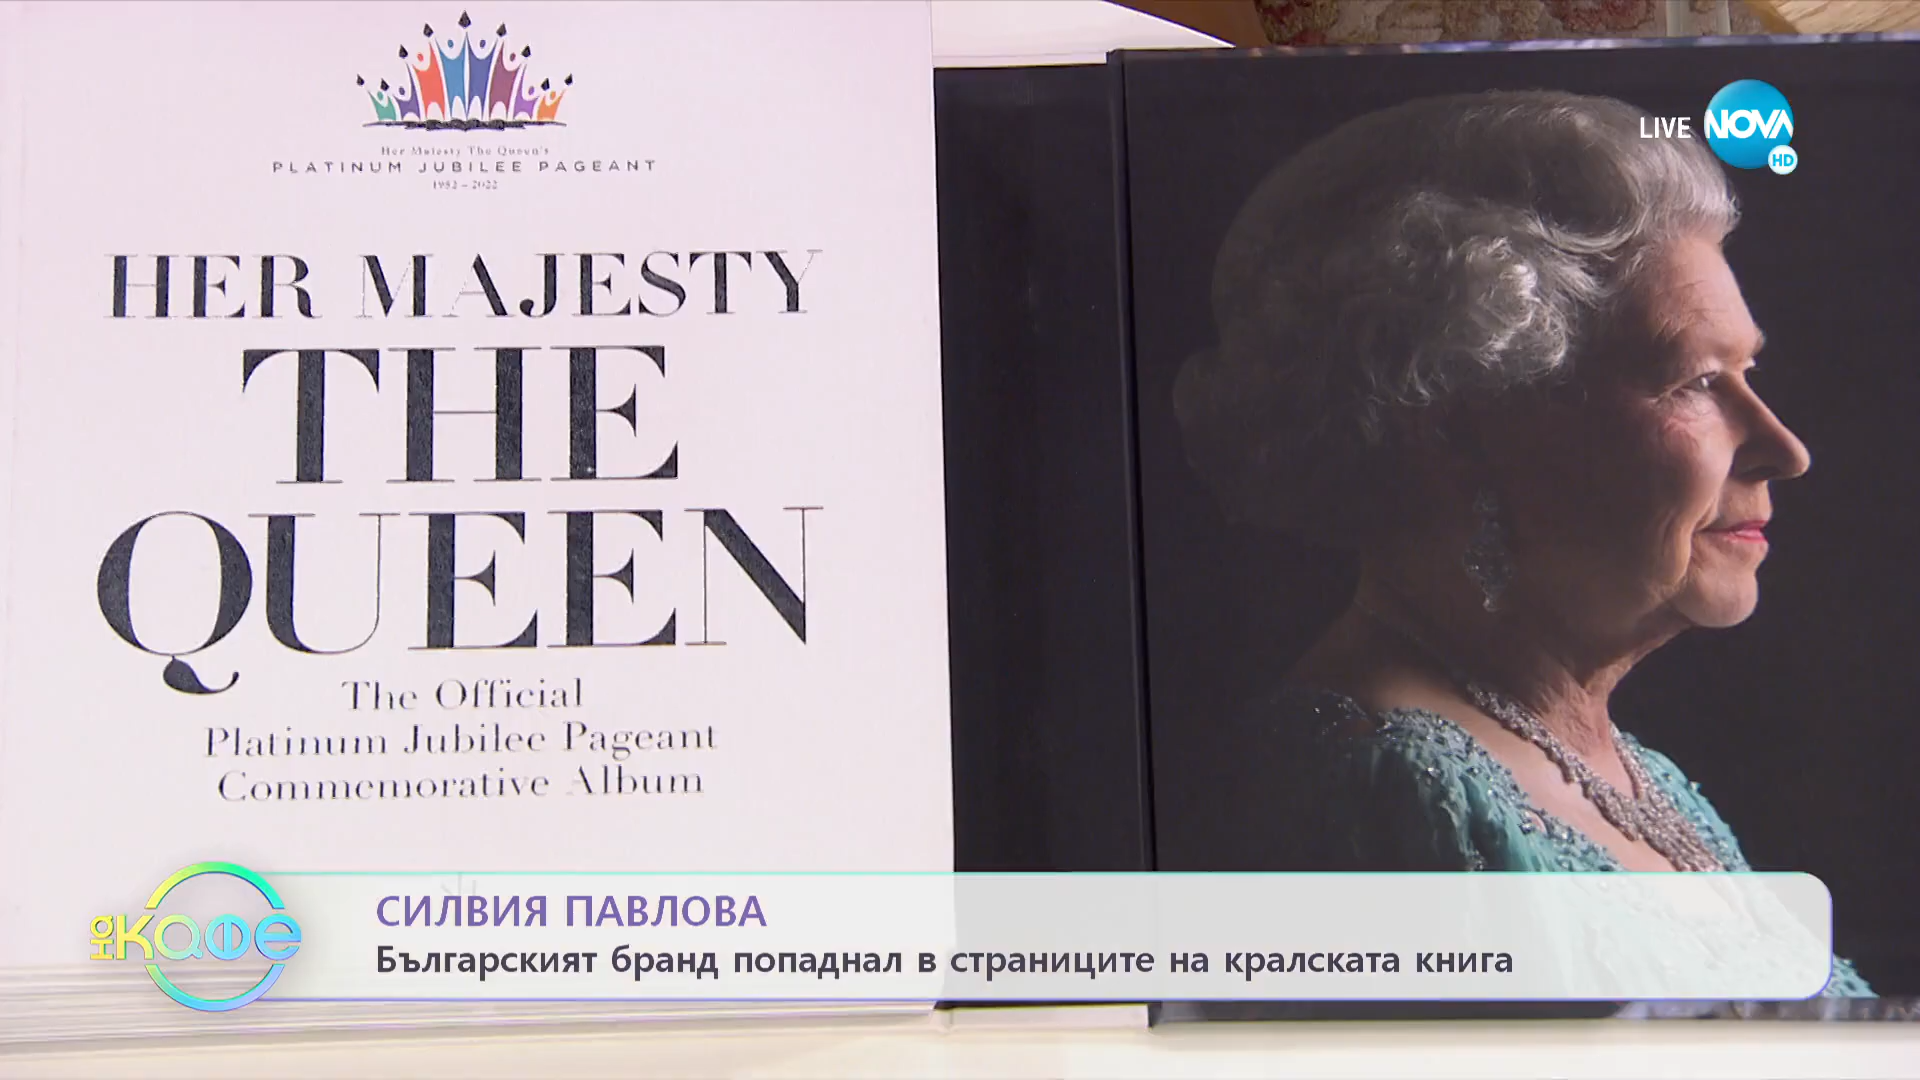 Her Majesty The Queen's
PLATINUM JUBILEE PAGEANT
1952 – 2022
HER MAJESTY
THE
QUEEN
The Official
Platinum Jubilee Pageant
Commemorative Album
LIVE NOVA
HD
на кафе
СИЛВИЯ ПАВЛОВА
Българският бранд попаднал в страниците на кралската книга